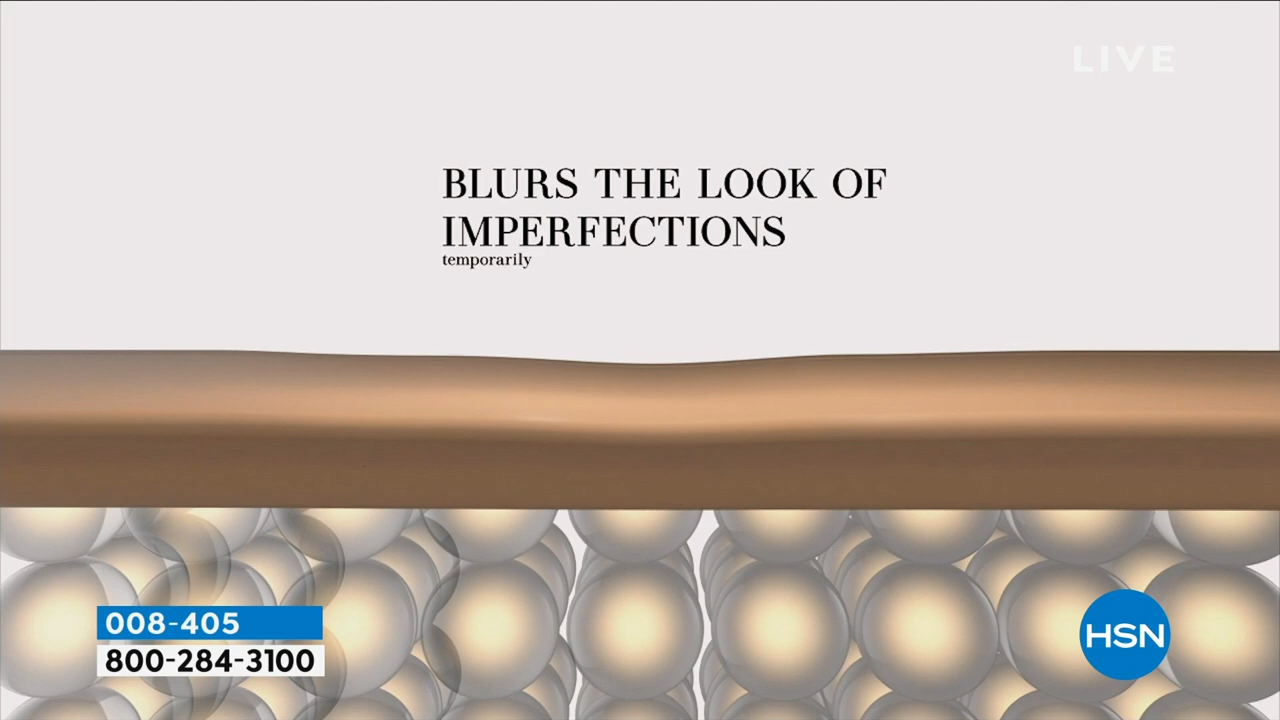 LIVE
BLURS THE LOOK OF
IMPERFECTIONS
temporarily
008-405
800-284-3100
HSN